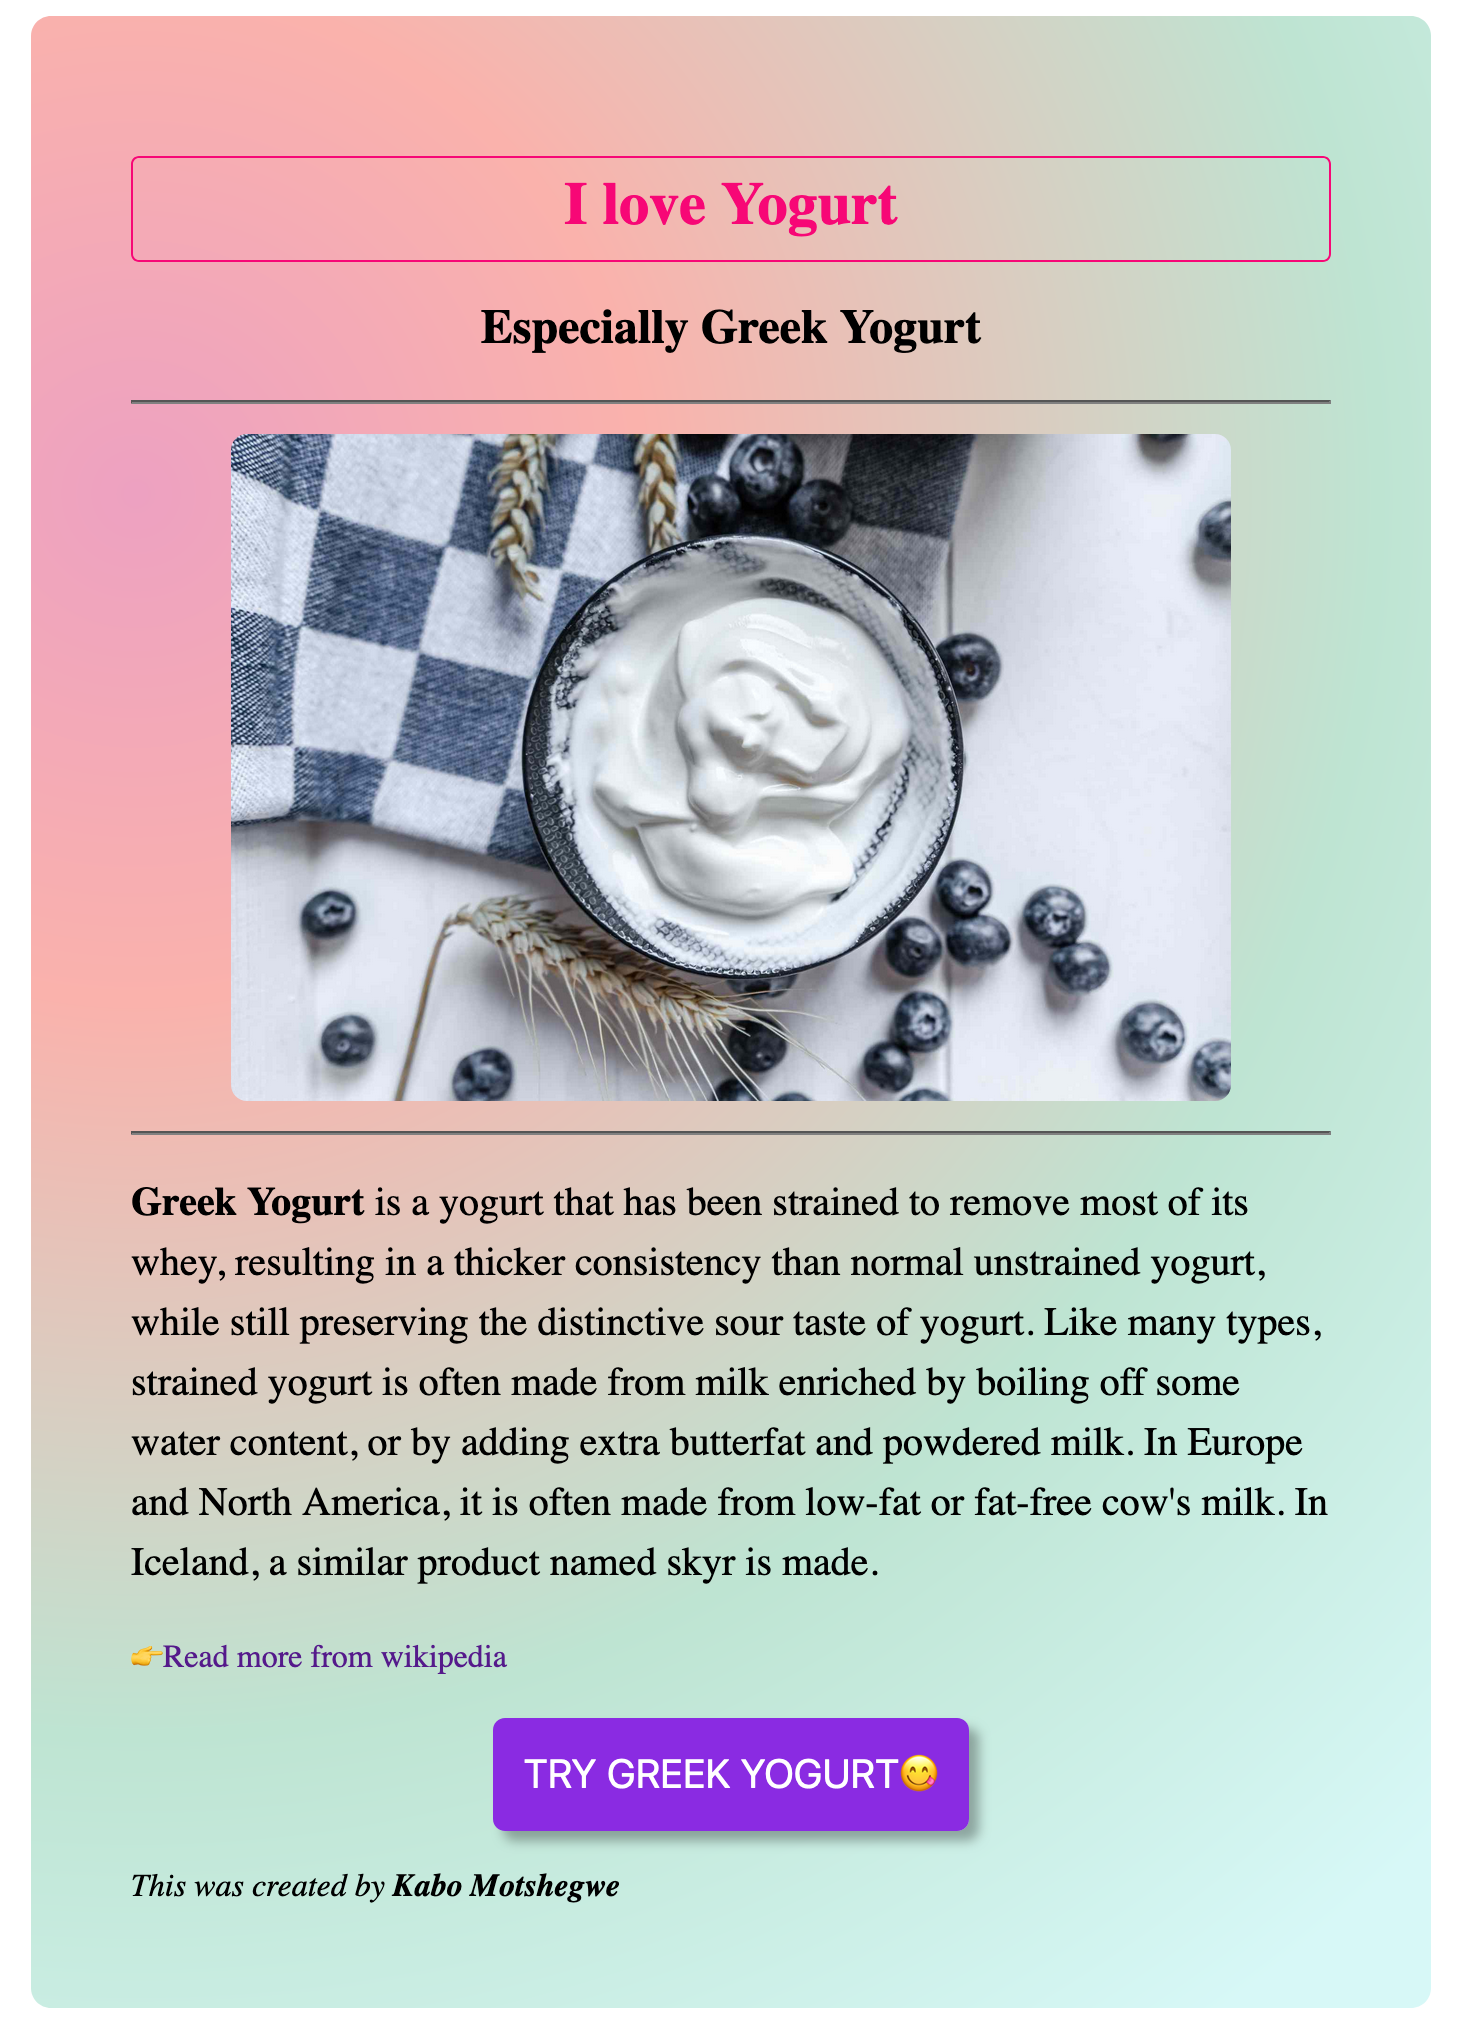 I love Yogurt
Especially Greek Yogurt
Greek Yogurt is a yogurt that has been strained to remove most of its
whey, resulting in a thicker consistency than normal unstrained yogurt,
while still preserving the distinctive sour taste of yogurt. Like many types,
strained yogurt is often made from milk enriched by boiling off some
water content, or by adding extra butterfat and powdered milk. In Europe
and North America, it is often made from low-fat or fat-free cow's milk. In
Iceland, a similar product named skyr is made.
👉Read more from wikipedia
TRY GREEK YOGURT😋
This was created by Kabo Motshegwe